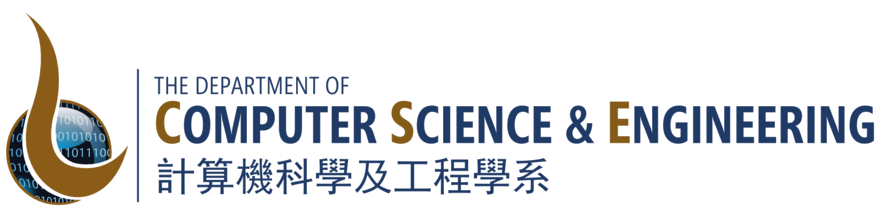 THE DEPARTMENT OF
COMPUTER SCIENCE & ENGINEERING
計算機科學及工程學系